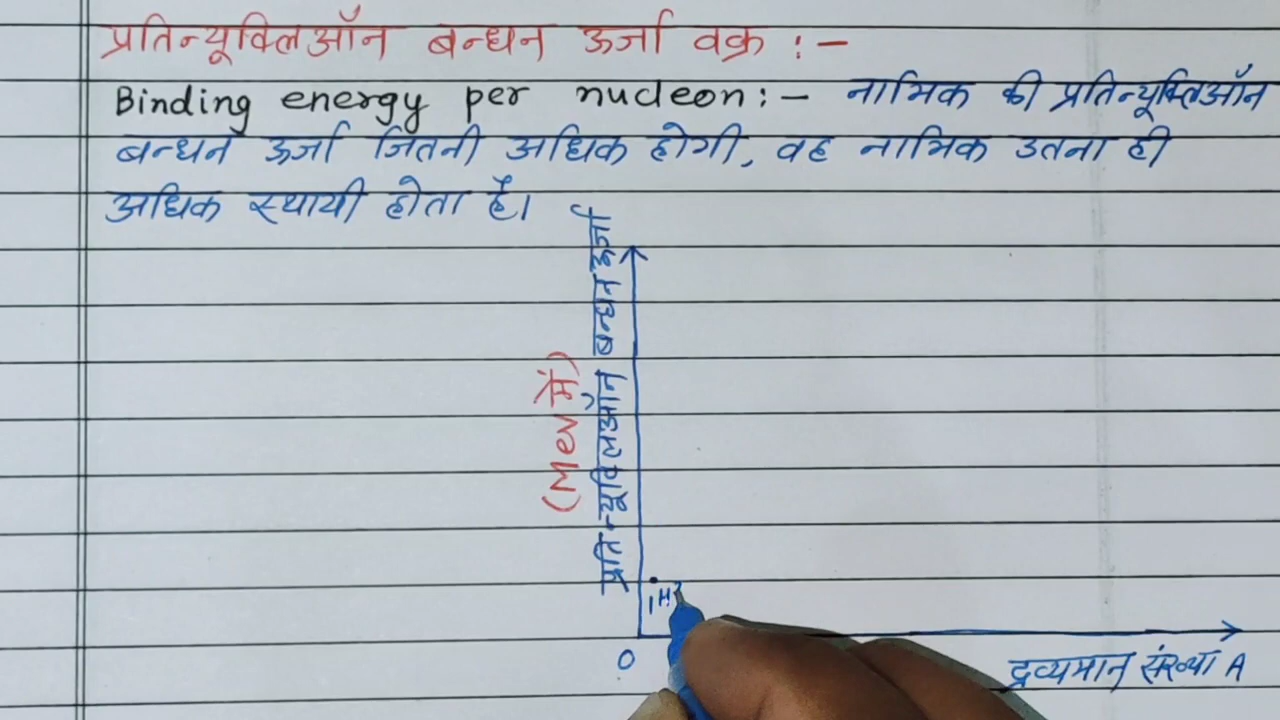 प्रतिन्यूक्लिऑन बन्धन ऊर्जा वक्र :-
Binding energy per nucleon :- नाभिक की प्रतिन्यूक्लिऑन
बन्धन ऊर्जा जितनी अधिक होगी, वह नाभिक उतना ही
अधिक स्थायी होता है।
प्रति न्यूक्लिऑन बन्धन ऊर्जा
(Mev में)
1H2
0
द्रव्यमान संख्या A